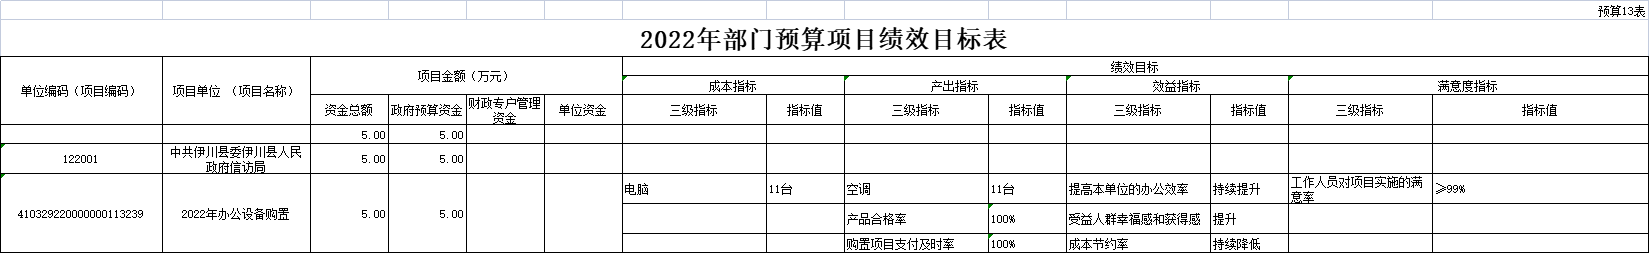 预算13表
2022年部门预算项目绩效目标表
单位编码（项目编码）
项目单位 （项目名称）
项目金额（万元）
绩效目标
成本指标
产出指标
效益指标
满意度指标
资金总额
政府预算资金
财政专户管理
资金
单位资金
三级指标
指标值
三级指标
指标值
三级指标
指标值
三级指标
指标值
5.00
5.00
122001
中共伊川县委伊川县人民
政府信访局
5.00
5.00
410329220000000113239
2022年办公设备购置
5.00
5.00
电脑
11台
空调
11台
提高本单位的办公效率
持续提升
工作人员对项目实施的满
意率
≥99%
产品合格率
100%
受益人群幸福感和获得感
提升
购置项目支付及时率
100%
成本节约率
持续降低